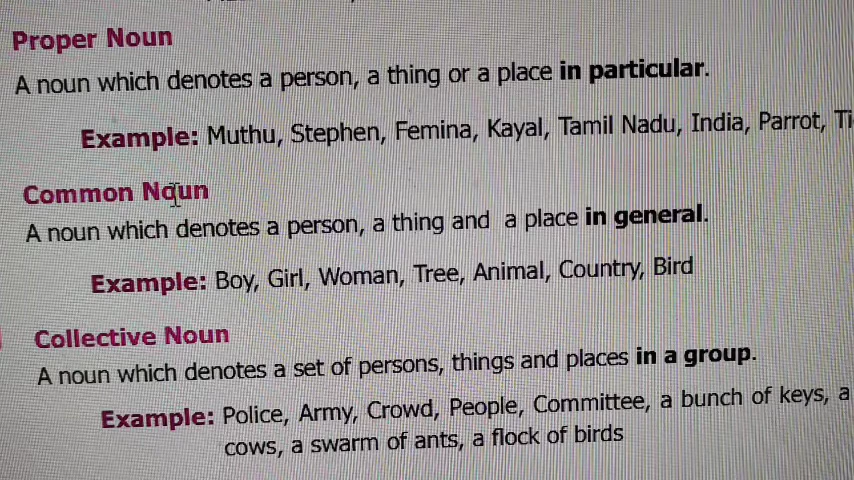 Proper Noun
A noun which denotes a person, a thing or a place in particular.
Example: Muthu, Stephen, Femina, Kayal, Tamil Nadu, India, Parrot,
Common Noun
A noun which denotes a person, a thing and a place in general.
Example: Boy, Girl, Woman, Tree, Animal, Country, Bird
Collective Noun
A noun which denotes a set of persons, things and places in a group.
Example: Police, Army, Crowd, People, Committee, a bunch of keys, a
cows, a swarm of ants, a flock of birds